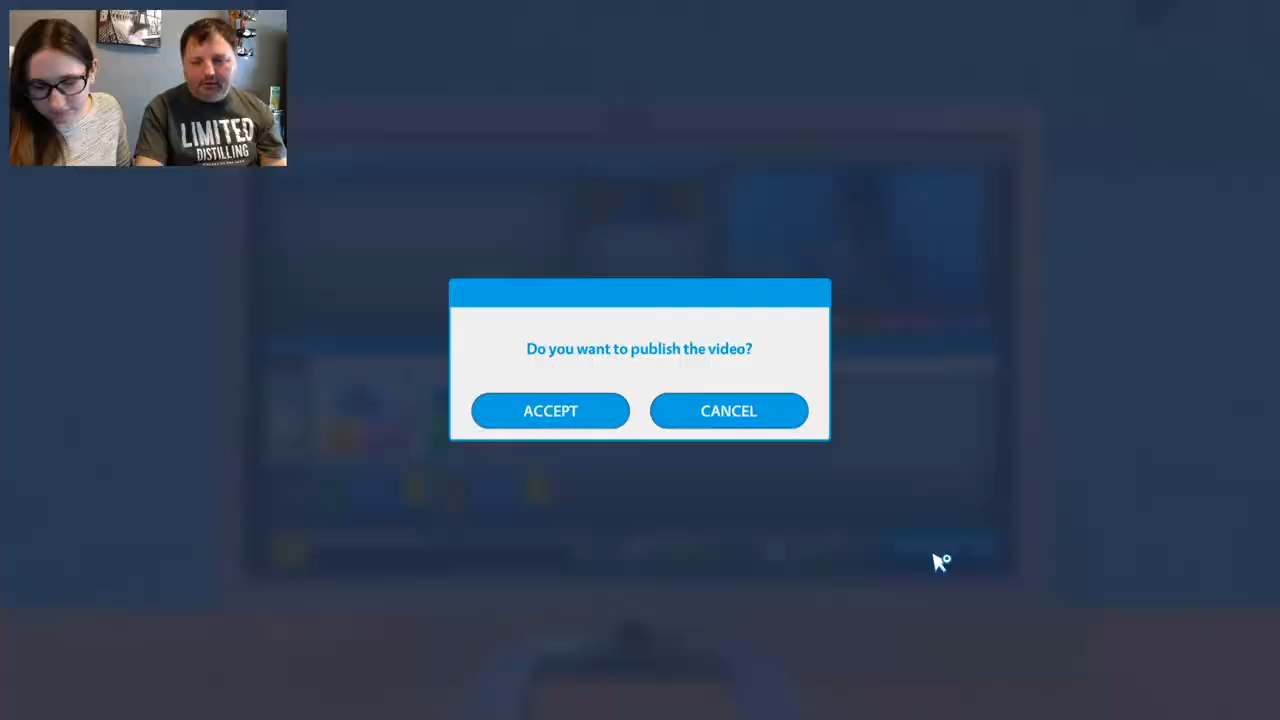 LIMITED
DISTILLING
Do you want to publish the video?
ACCEPT
CANCEL